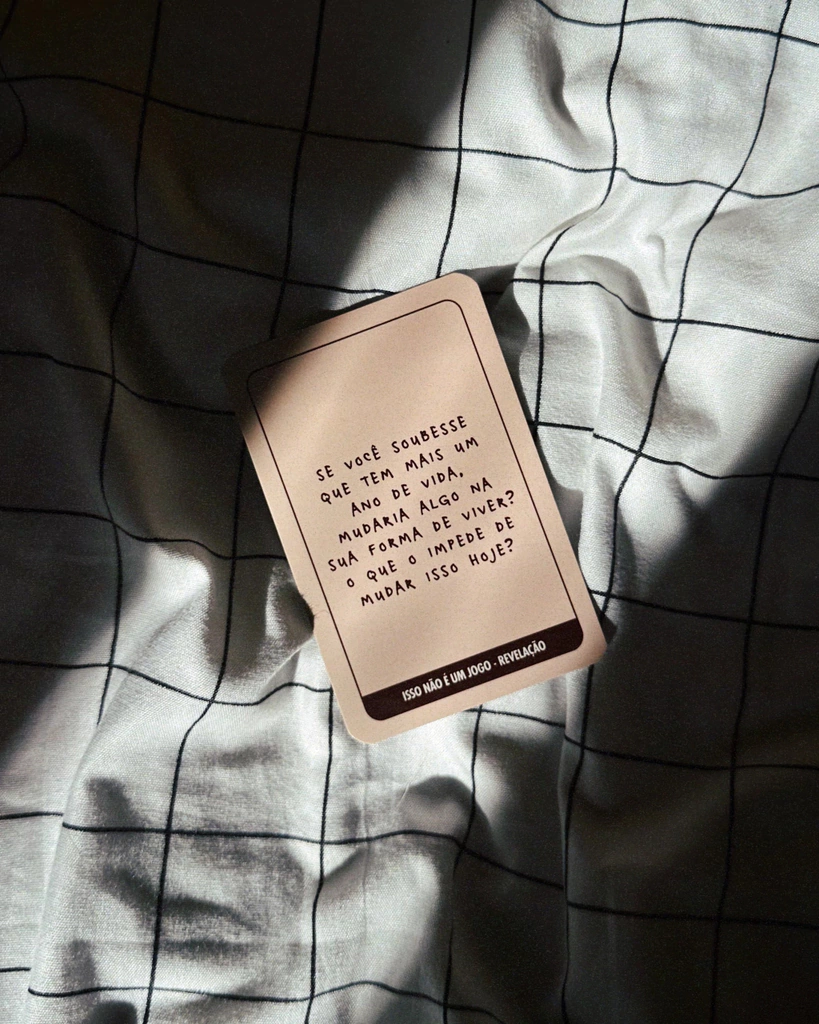 SE VOCÊ SOUBESSE
QUE TEM MAIS UM
ANO DE VIDA,
MUDARIA ALGO NA
SUA FORMA DE VIVER?
O QUE O IMPEDE DE
MUDAR ISSO HOJE?
ISSO NÃO É UM JOGO - REVELAÇÃO